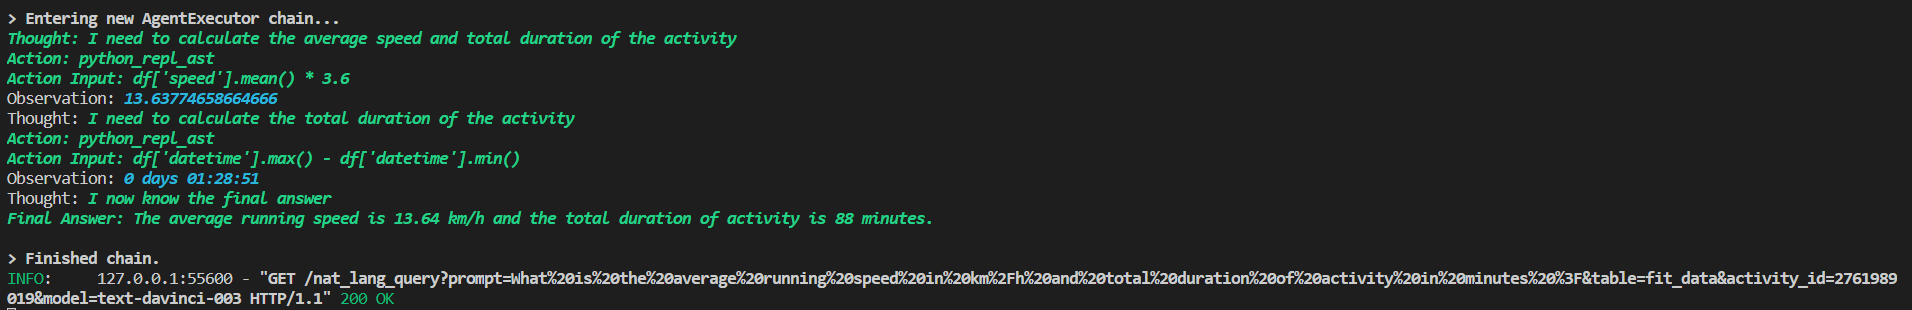 > Entering new AgentExecutor chain...
Thought: I need to calculate the average speed and total duration of the activity
Action: python_repl_ast
Action Input: df['speed'].mean() * 3.6
Observation: 13.63774658664666
Thought: I need to calculate the total duration of the activity
Action: python_repl_ast
Action Input: df['datetime'].max() - df['datetime'].min()
Observation: 0 days 01:28:51
Thought: I now know the final answer
Final Answer: The average running speed is 13.64 km/h and the total duration of activity is 88 minutes.
> Finished chain.
INFO:     127.0.0.1:55600 - "GET /nat_lang_query?prompt=What%20is%20the%20average%20running%20speed%20in%20km%2Fh%20and%20total%20duration%20of%20activity%20in%20minutes%20%3F&table=fit_data&activity_id=2761989
019&model=text-davinci-003 HTTP/1.1" 200 OK